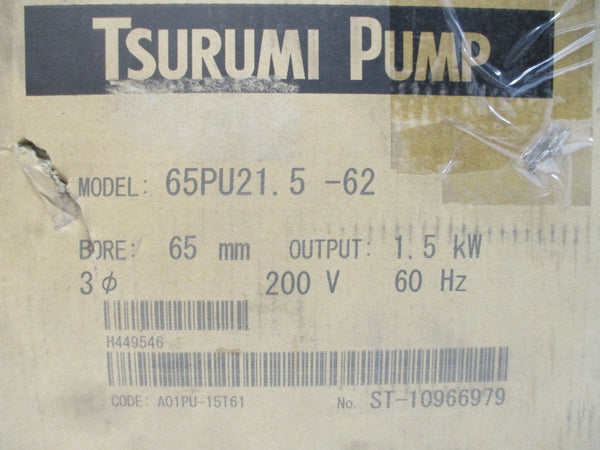 TSURUMI PUMP
MODEL: 65PU21.5 -62
BORE: 65 mm OUTPUT: 1.5 kW
3φ 200 V 60 Hz
H449546
CODE: A01PU-15T61 No. ST-10966979